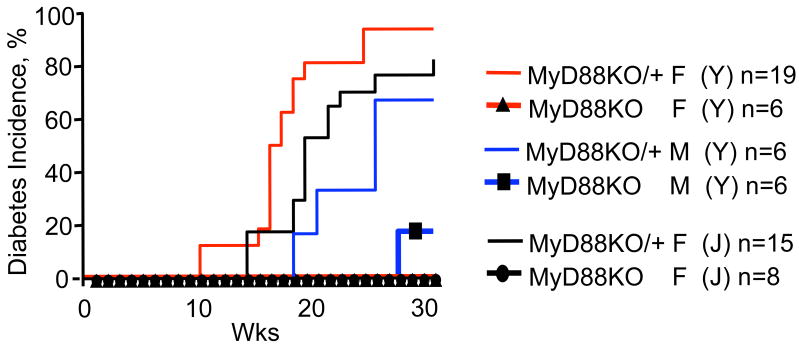 Diabetes Incidence, %
100
80
60
40
20
0
0 10 20 30
Wks
MyD88KO/+ F (Y) n=19
MyD88KO F (Y) n=6
MyD88KO/+ M (Y) n=6
MyD88KO M (Y) n=6
MyD88KO/+ F (J) n=15
MyD88KO F (J) n=8